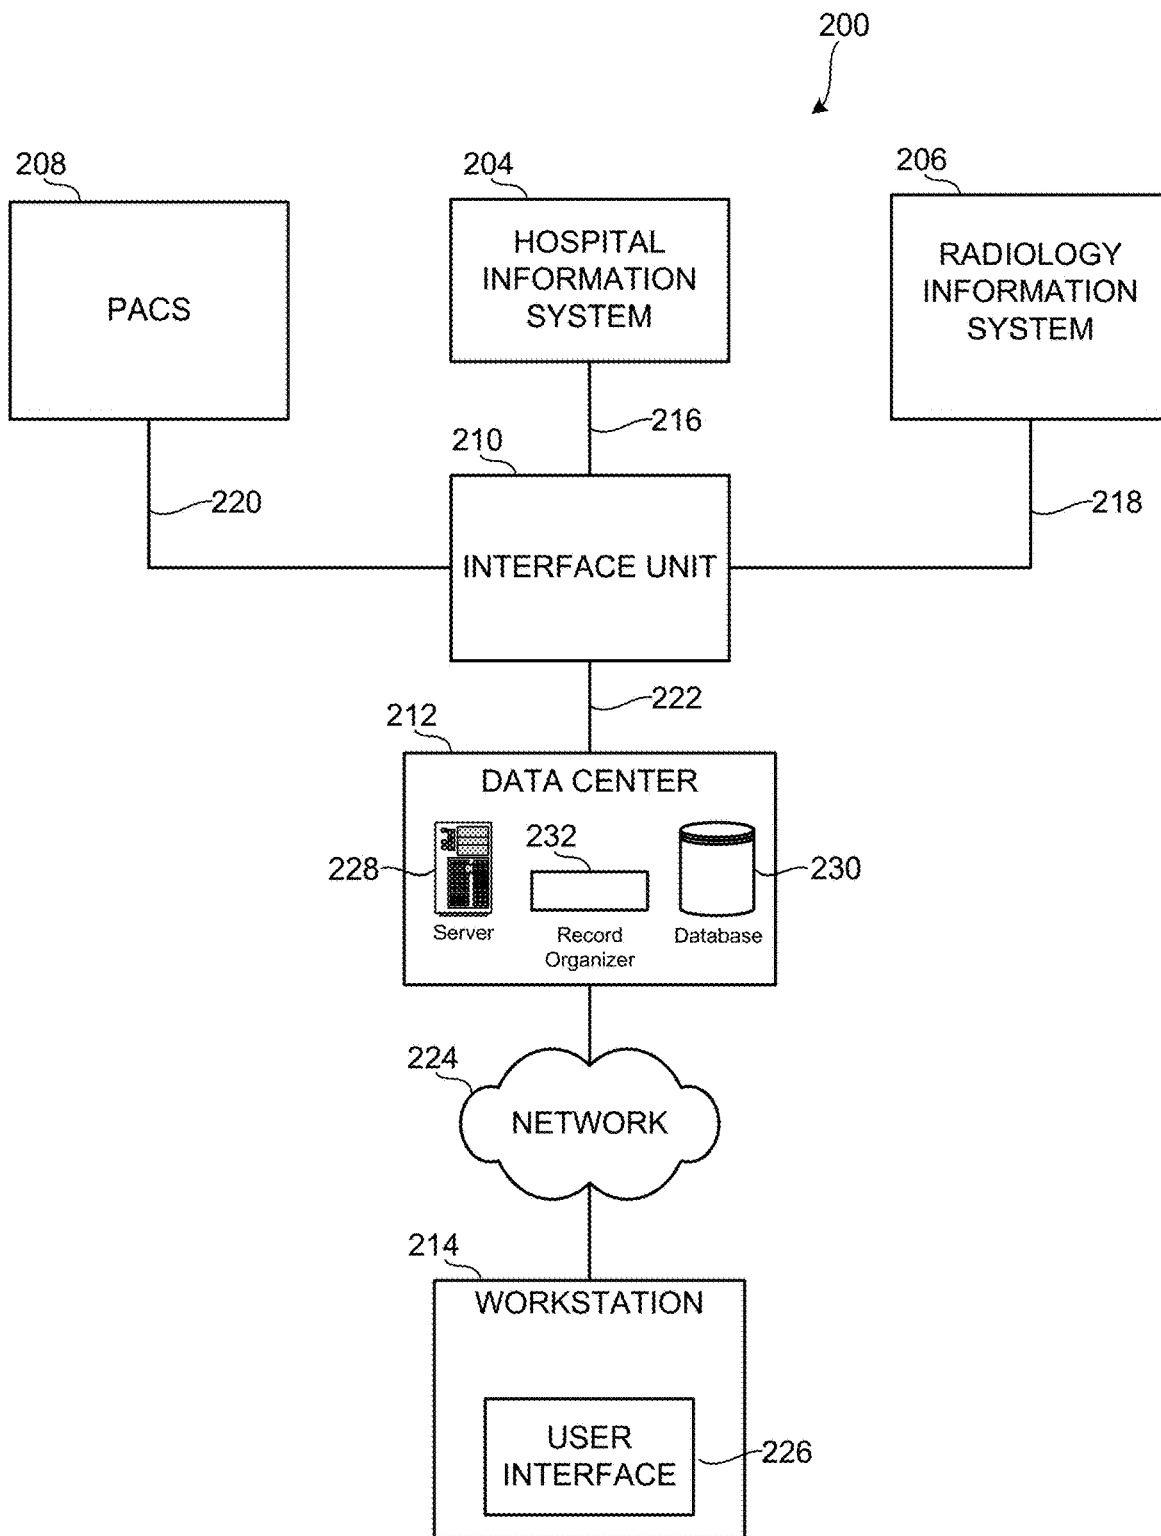 200
208
204
206
PACS
HOSPITAL
INFORMATION
SYSTEM
RADIOLOGY
INFORMATION
SYSTEM
216
210
220
218
INTERFACE UNIT
222
212
DATA CENTER
228
232
230
Server
Record
Organizer
Database
224
NETWORK
214
WORKSTATION
USER
INTERFACE
226